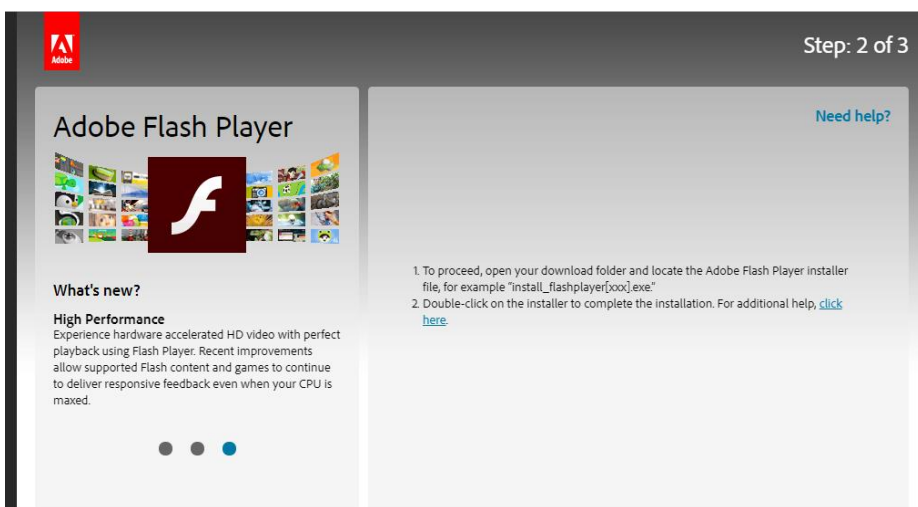 Adobe
Step: 2 of 3
Adobe Flash Player
What's new?
High Performance
Experience hardware accelerated HD video with perfect
playback using Flash Player. Recent improvements
allow supported Flash content and games to continue
to deliver responsive feedback even when your CPU is
maxed.
Need help?
1. To proceed, open your download folder and locate the Adobe Flash Player installer
file, for example "install_flashplayer[xxx].exe."
2. Double-click on the installer to complete the installation. For additional help, click
here.